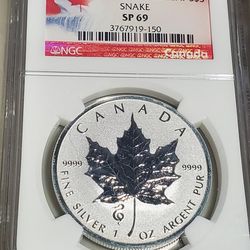 SNAKE
SP 69
3767919-150
NGC
Canada
CANADA
9999 9999
FINE SILVER 1 OZ ARGENT PUR